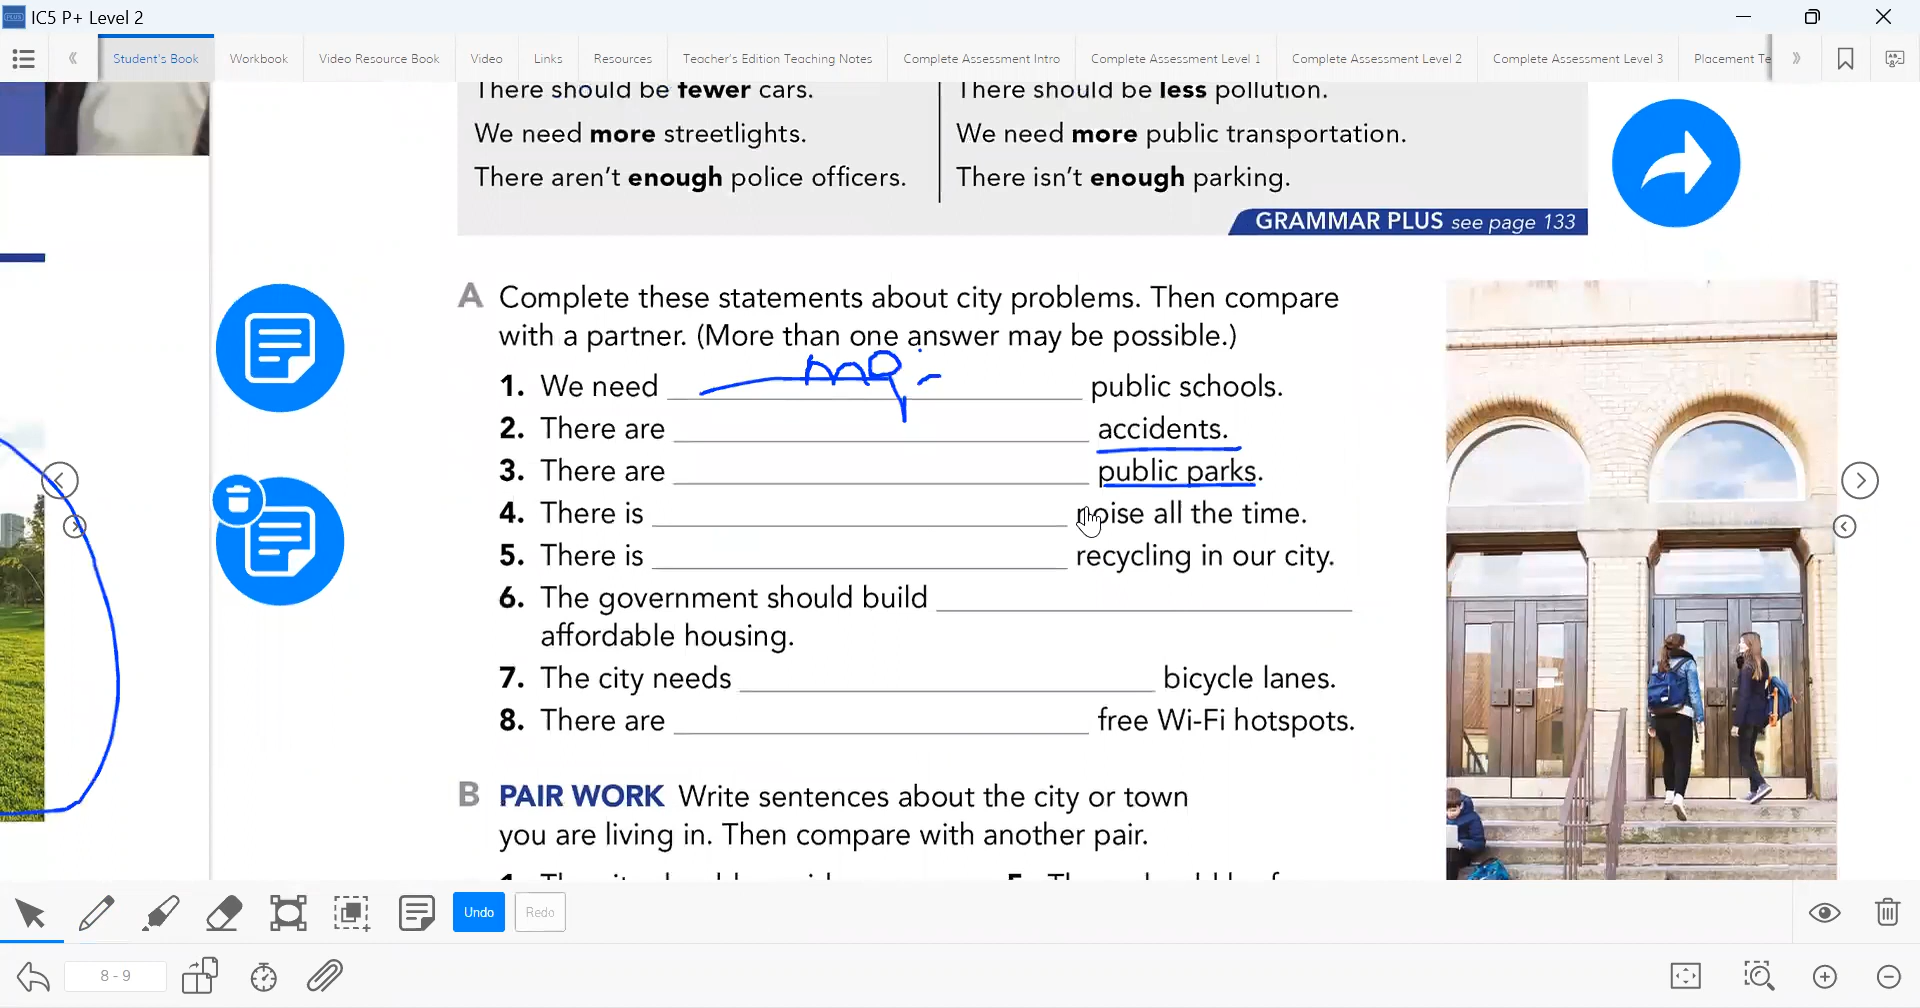 IC5 P+ Level 2
Student's Book
Workbook
Video Resource Book
Video
Links
Resources
Teacher's Edition Teaching Notes
Complete Assessment Intro
Complete Assessment Level 1
Complete Assessment Level 2
Complete Assessment Level 3
Placement Te
There should be fewer cars.
There should be less pollution.
We need more streetlights.
We need more public transportation.
There aren't enough police officers.
There isn't enough parking.
GRAMMAR PLUS see page 133
A Complete these statements about city problems. Then compare
with a partner. (More than one answer may be possible.)
1. We need public schools.
2. There are accidents.
3. There are public parks.
4. There is noise all the time.
5. There is recycling in our city.
6. The government should build
affordable housing.
7. The city needs bicycle lanes.
8. There are free Wi-Fi hotspots.
B PAIR WORK Write sentences about the city or town
you are living in. Then compare with another pair.
Undo
Redo
8 - 9